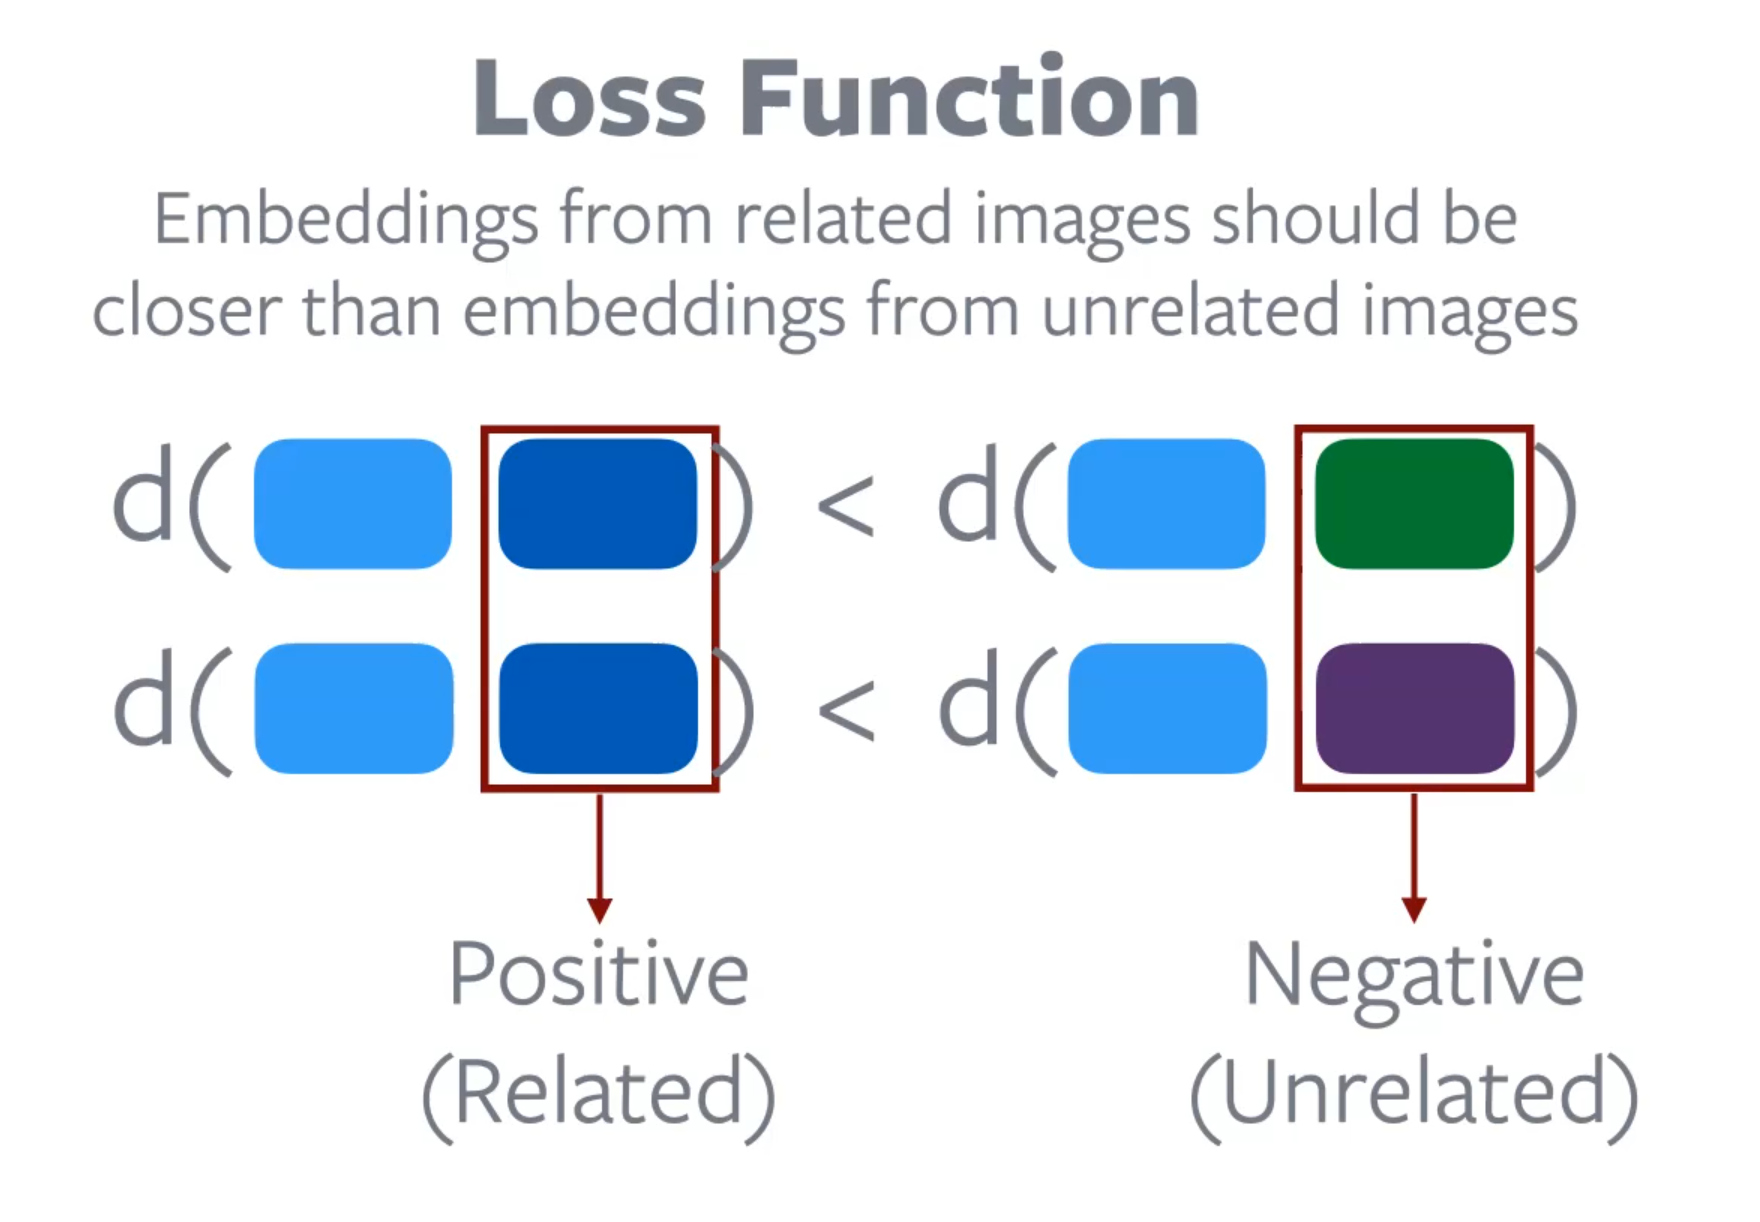 Loss Function
Embeddings from related images should be
closer than embeddings from unrelated images
d( ) < d( )
d( ) < d( )
Positive
(Related)
Negative
(Unrelated)